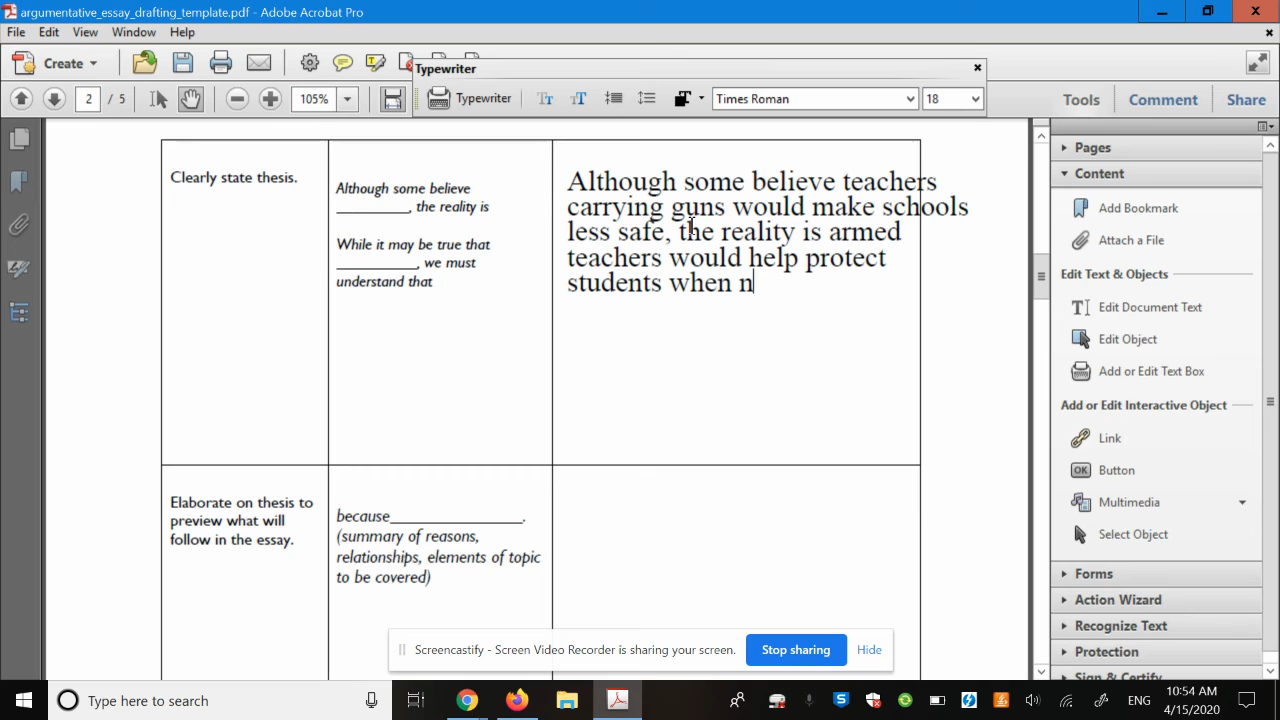 argumentative_essay_drafting_template.pdf - Adobe Acrobat Pro
File Edit View Window Help
Create
Typewriter
2 / 5
105%
Typewriter
Times Roman
18
Tools Comment Share
Clearly state thesis.
Although some believe
__________, the reality is
While it may be true that
___________, we must
understand that
Although some believe teachers
carrying guns would make schools
less safe, the reality is armed
teachers would help protect
students when n
Elaborate on thesis to
preview what will
follow in the essay.
because__________________.
(summary of reasons,
relationships, elements of topic
to be covered)
Pages
Content
Add Bookmark
Attach a File
Edit Text & Objects
Edit Document Text
Edit Object
Add or Edit Text Box
Add or Edit Interactive Object
Link
OK Button
Multimedia
Select Object
Forms
Action Wizard
Recognize Text
Protection
Sign & Certify
Screencastify - Screen Video Recorder is sharing your screen.
Stop sharing
Hide
Type here to search
ENG
10:54 AM
4/15/2020